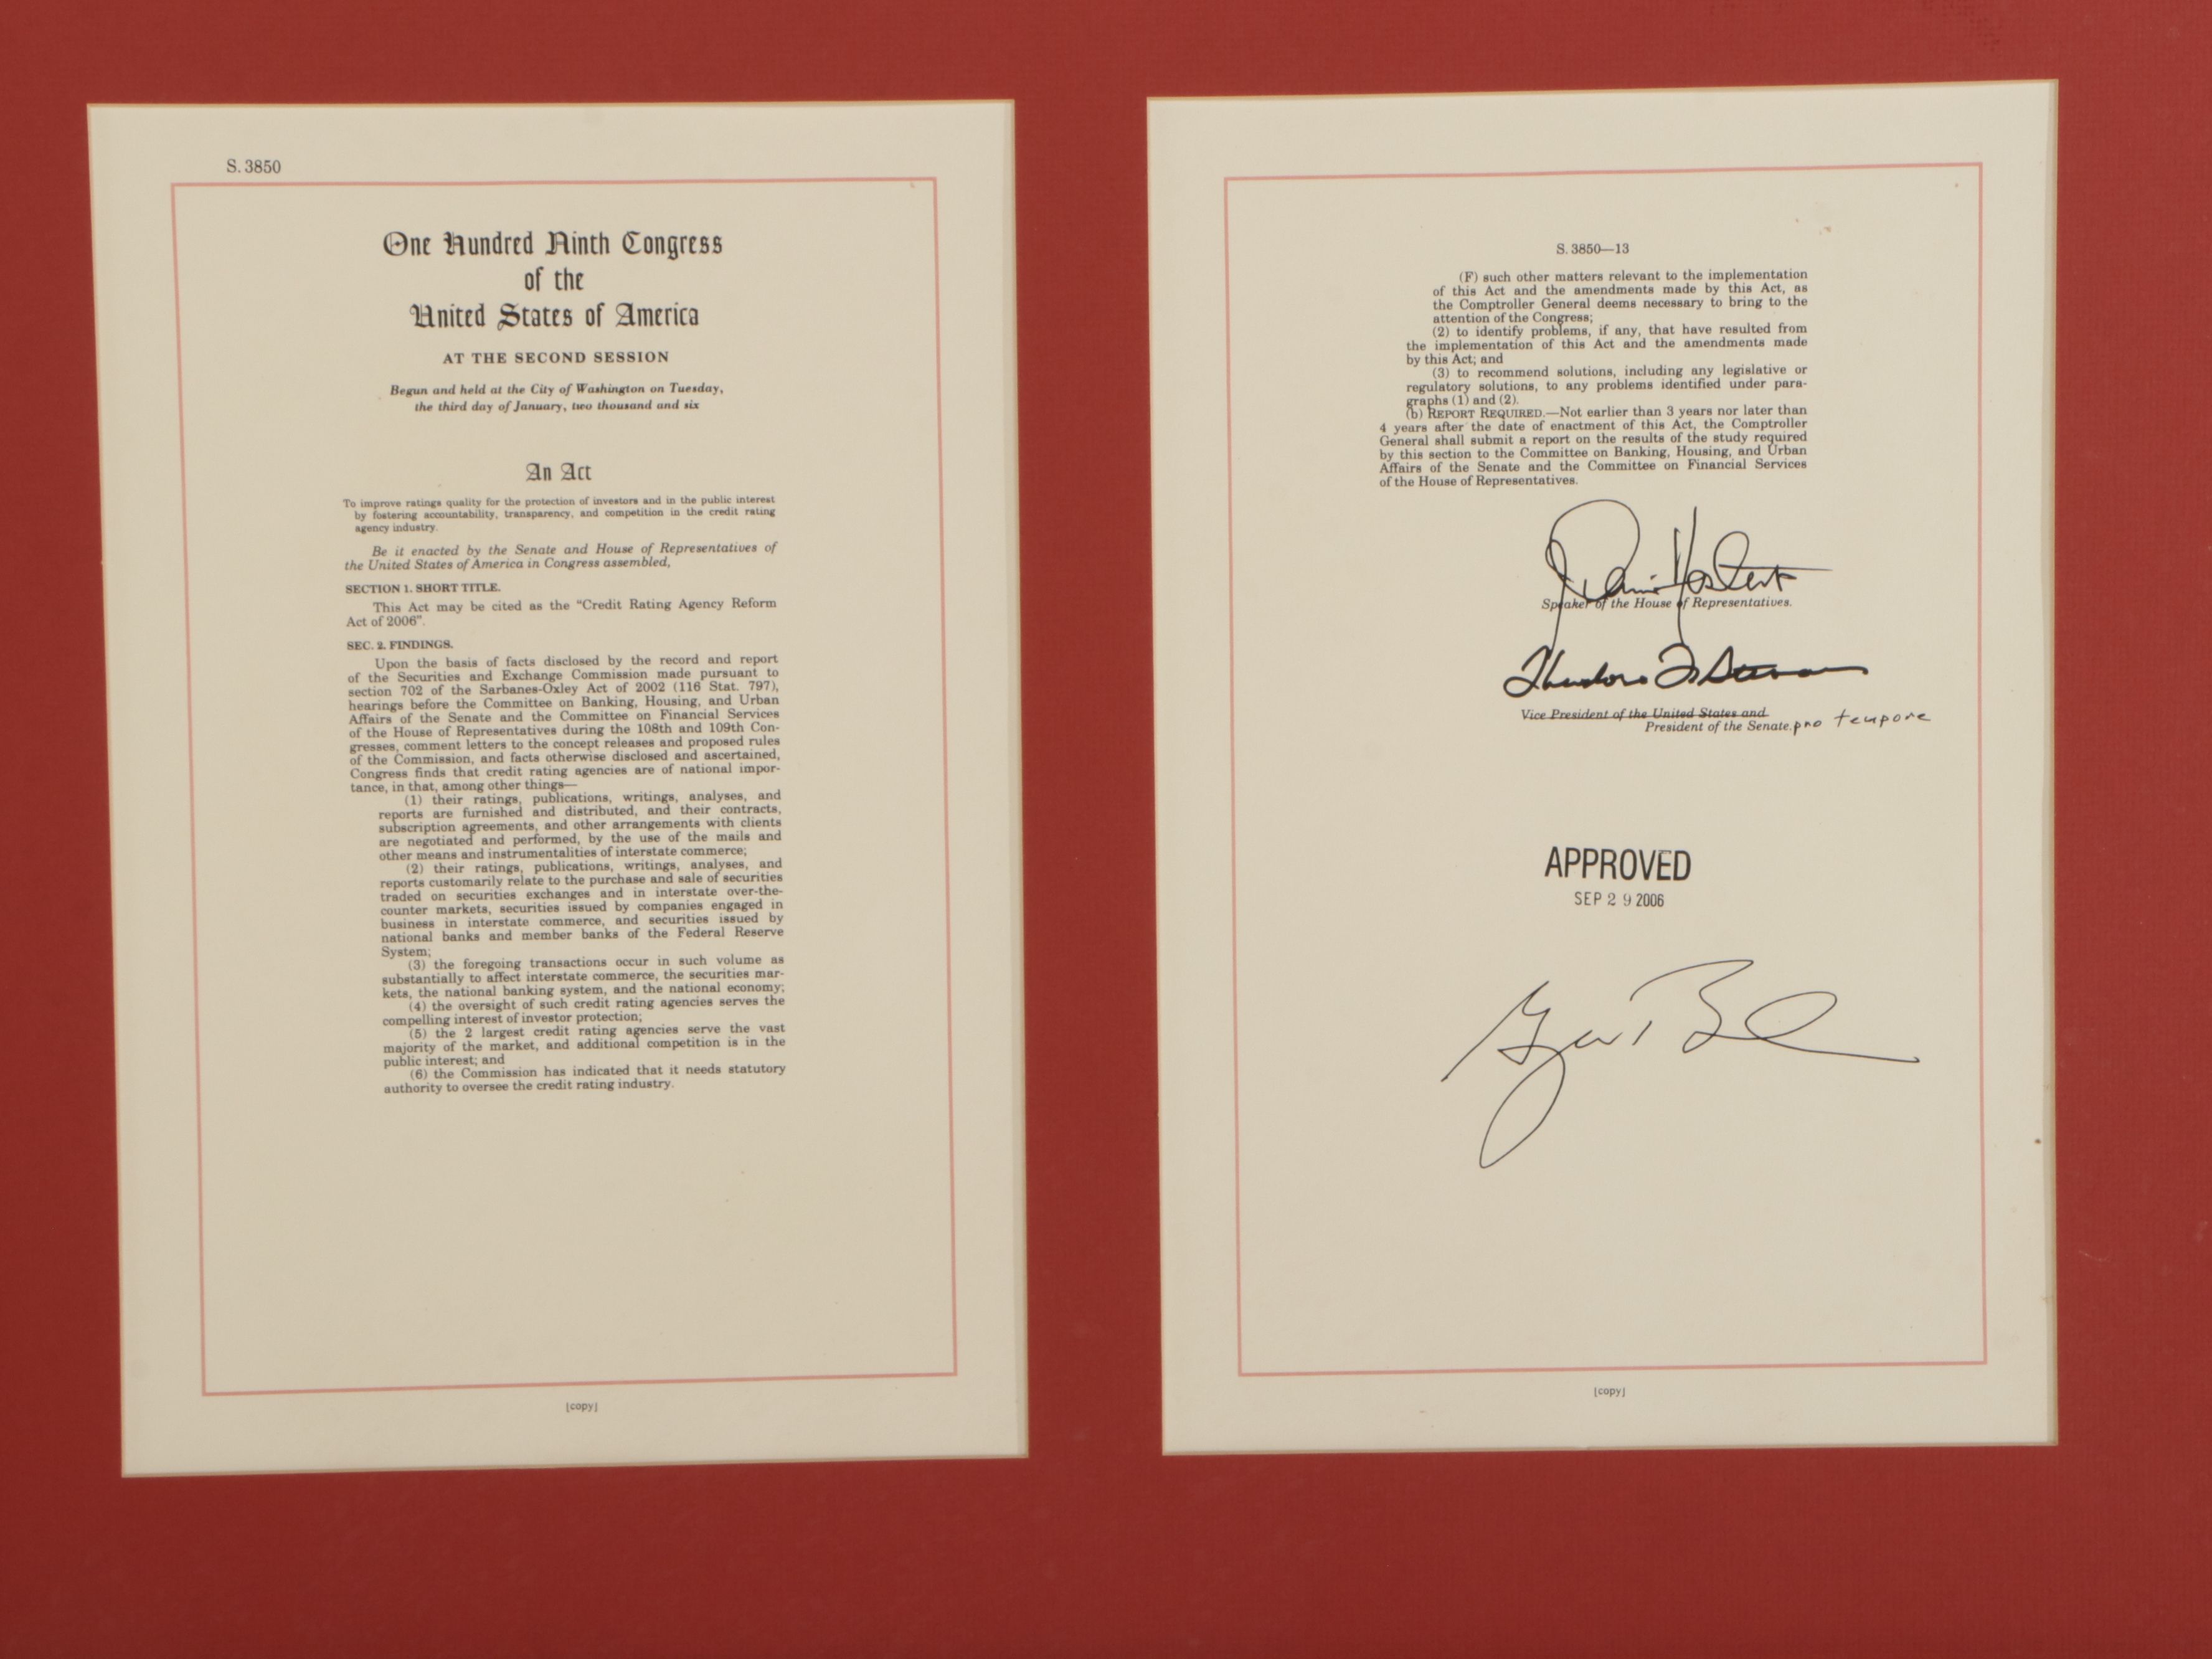 S. 3850
One Hundred Ninth Congress
of the
United States of America
AT THE SECOND SESSION
Begun and held at the City of Washington on Tuesday,
the third day of January, two thousand and six
An Act
To improve ratings quality for the protection of investors and in the public interest
by fostering accountability, transparency, and competition in the credit rating
agency industry.
Be it enacted by the Senate and House of Representatives of
the United States of America in Congress assembled,
SECTION 1. SHORT TITLE.
This Act may be cited as the “Credit Rating Agency Reform
Act of 2006”.
SEC. 2. FINDINGS.
Upon the basis of facts disclosed by the record and report
of the Securities and Exchange Commission made pursuant to
section 702 of the Sarbanes-Oxley Act of 2002 (116 Stat. 797),
hearings before the Committee on Banking, Housing, and Urban
Affairs of the Senate and the Committee on Financial Services
of the House of Representatives during the 108th and 109th Con-
gresses, comment letters to the concept releases and proposed rules
of the Commission, and facts otherwise disclosed and ascertained,
Congress finds that credit rating agencies are of national impor-
tance, in that, among other things—
(1) their ratings, publications, writings, analyses, and
reports are furnished and distributed, and their contracts,
subscription agreements, and other arrangements with clients
are negotiated and performed, by the use of the mails and
other means and instrumentalities of interstate commerce;
(2) their ratings, publications, writings, analyses, and
reports customarily relate to the purchase and sale of securities
traded on securities exchanges and in interstate over-the-
counter markets, securities issued by companies engaged in
business in interstate commerce, and securities issued by
national banks and member banks of the Federal Reserve
System;
(3) the foregoing transactions occur in such volume as
substantially to affect interstate commerce, the securities mar-
kets, the national banking system, and the national economy;
(4) the oversight of such credit rating agencies serves the
compelling interest of investor protection;
(5) the 2 largest credit rating agencies serve the vast
majority of the market, and additional competition is in the
public interest; and
(6) the Commission has indicated that it needs statutory
authority to oversee the credit rating industry.
[copy]
S. 3850—13
(F) such other matters relevant to the implementation
of this Act and the amendments made by this Act, as
the Comptroller General deems necessary to bring to the
attention of the Congress;
(2) to identify problems, if any, that have resulted from
the implementation of this Act and the amendments made
by this Act; and
(3) to recommend solutions, including any legislative or
regulatory solutions, to any problems identified under para-
graphs (1) and (2).
(b) REPORT REQUIRED.—Not earlier than 3 years nor later than
4 years after the date of enactment of this Act, the Comptroller
General shall submit a report on the results of the study required
by this section to the Committee on Banking, Housing, and Urban
Affairs of the Senate and the Committee on Financial Services
of the House of Representatives.
Speaker of the House of Representatives.
Vice President of the United States and
President of the Senate. pro tempore
APPROVED
SEP 29 2006
[copy]